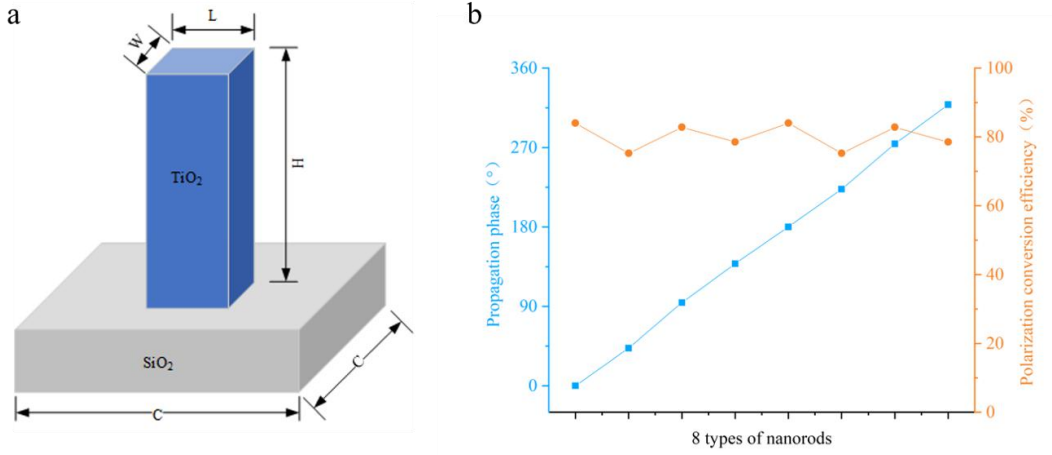 a
W
L
H
TiO2
SiO2
C
C
b
Propagation phase（°）
360
270
180
90
0
8 types of nanorods
100
80
60
40
20
0
Polarization conversion efficiency（%）